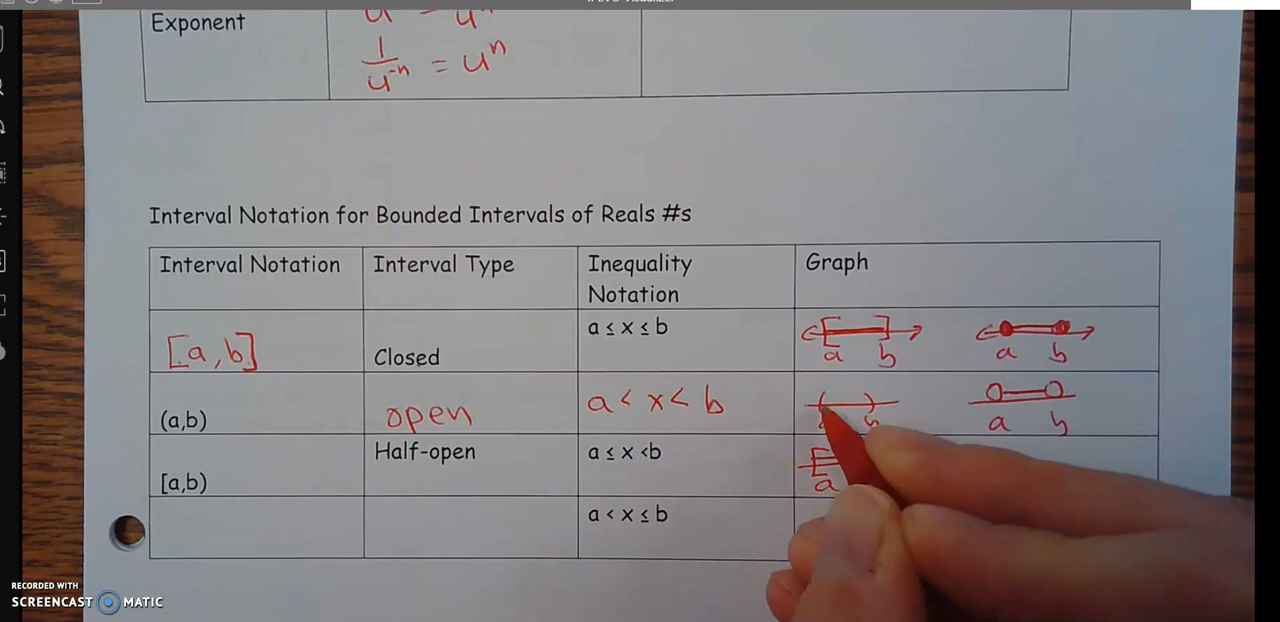 Exponent
1/u⁻ⁿ = uⁿ
Interval Notation for Bounded Intervals of Reals #s
Interval Notation Interval Type Inequality Notation Graph
[a,b] Closed a ≤ x ≤ b a b a b
(a,b) open a < x < b a b
[a,b) Half-open a ≤ x <b a
a < x ≤ b
RECORDED WITH
SCREENCAST MATIC